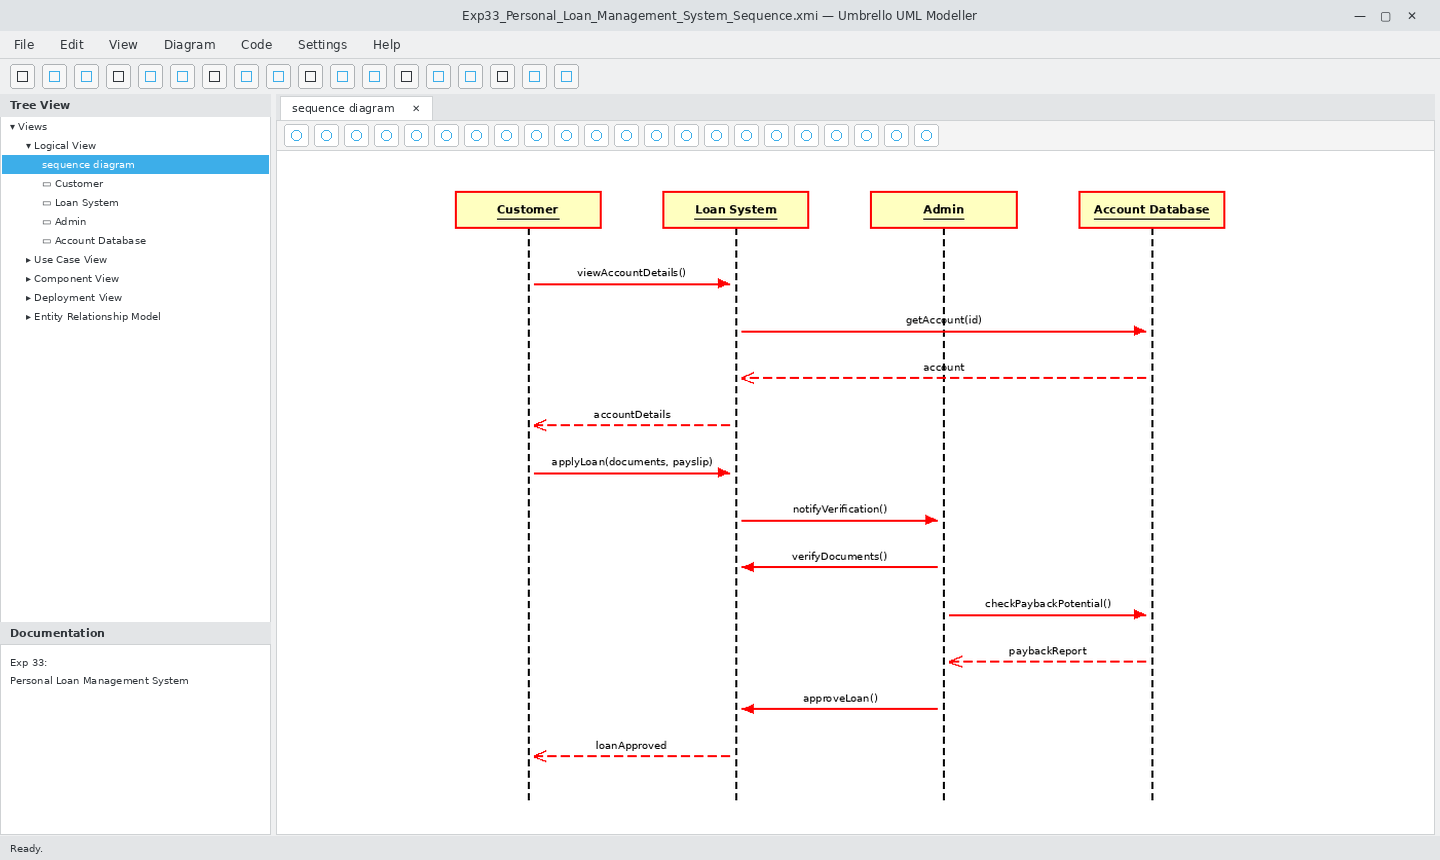 Exp33_Personal_Loan_Management_System_Sequence.xmi — Umbrello UML Modeller
File Edit View Diagram Code Settings Help
Tree View
Views
Logical View
sequence diagram
Customer
Loan System
Admin
Account Database
Use Case View
Component View
Deployment View
Entity Relationship Model
Documentation
Exp 33:
Personal Loan Management System
sequence diagram
Customer Loan System Admin Account Database
viewAccountDetails()
getAccount(id)
account
accountDetails
applyLoan(documents, payslip)
notifyVerification()
verifyDocuments()
checkPaybackPotential()
paybackReport
approveLoan()
loanApproved
Ready.